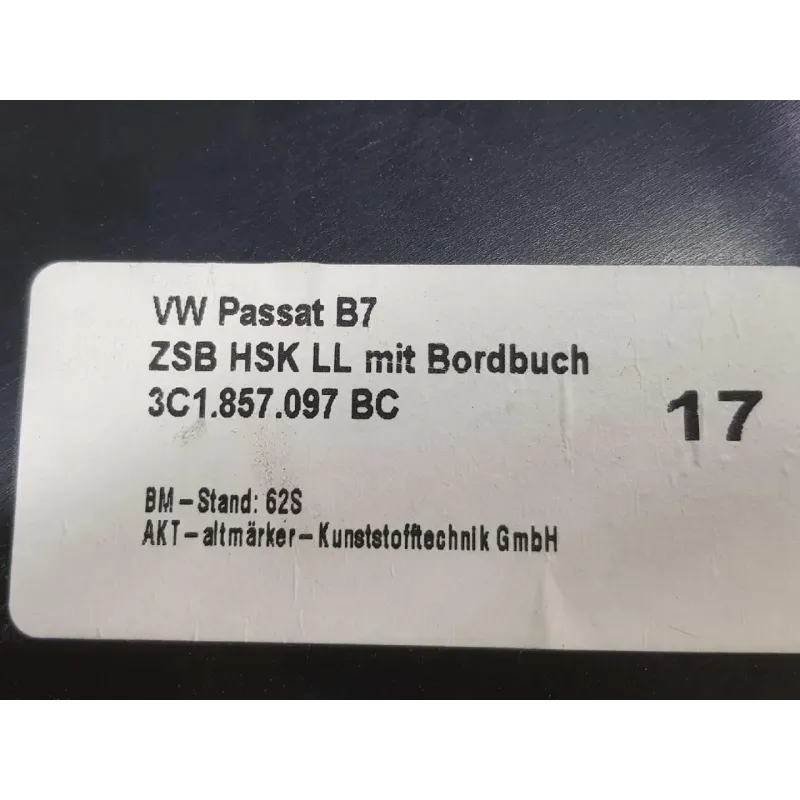 VW Passat B7
ZSB HSK LL mit Bordbuch
3C1.857.097 BC
17
BM-Stand: 62S
AKT-altmärker-Kunststofftechnik GmbH